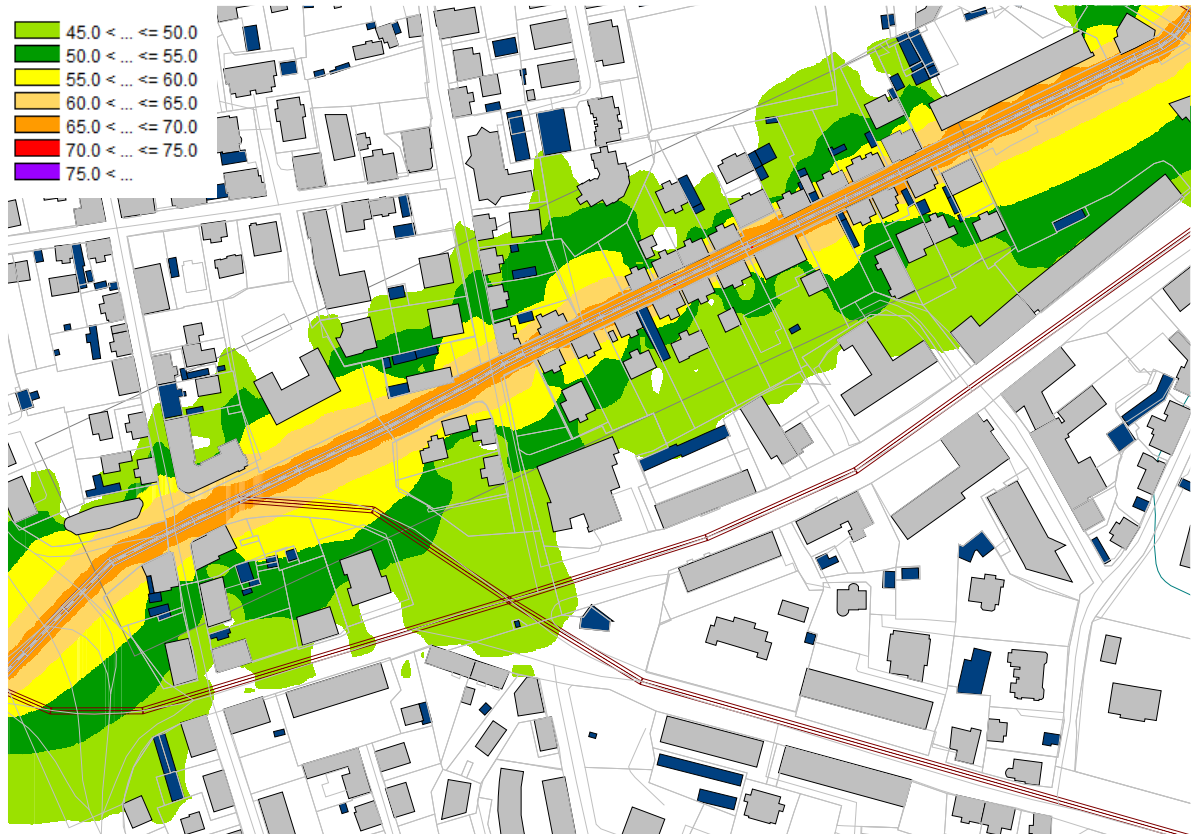 45.0 < ... <= 50.0
50.0 < ... <= 55.0
55.0 < ... <= 60.0
60.0 < ... <= 65.0
65.0 < ... <= 70.0
70.0 < ... <= 75.0
75.0 < ...